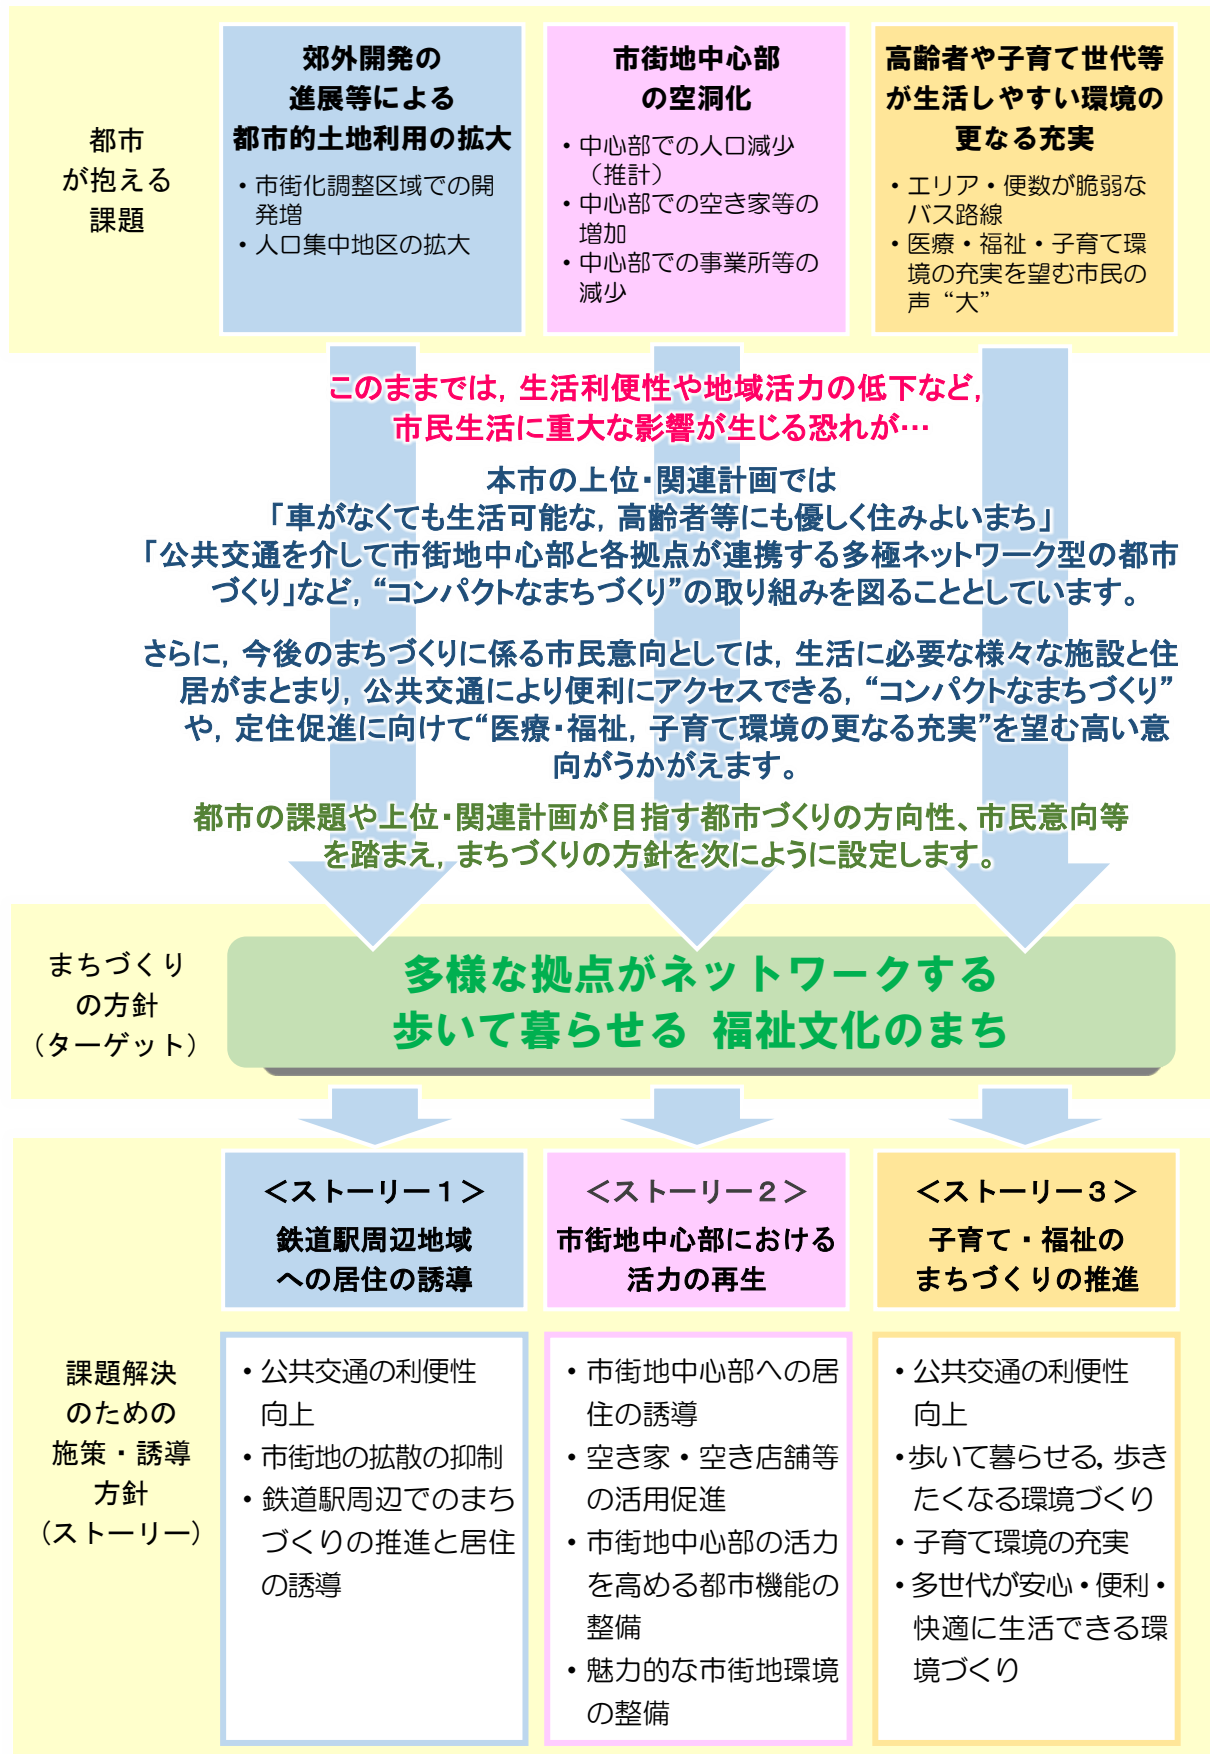 都市
が抱える
課題
郊外開発の
進展等による
都市的土地利用の拡大
・市街化調整区域での開
発増
・人口集中地区の拡大
市街地中心部
の空洞化
・中心部での人口減少
（推計）
・中心部での空き家等の
増加
・中心部での事業所等の
減少
高齢者や子育て世代等
が生活しやすい環境の
更なる充実
・エリア・便数が脆弱な
バス路線
・医療・福祉・子育て環
境の充実を望む市民の
声“大”
このままでは，生活利便性や地域活力の低下など，
市民生活に重大な影響が生じる恐れが…
本市の上位・関連計画では
「車がなくても生活可能な，高齢者等にも優しく住みよいまち」
「公共交通を介して市街地中心部と各拠点が連携する多極ネットワーク型の都市
づくり」など，“コンパクトなまちづくり”の取り組みを図ることとしています。
さらに，今後のまちづくりに係る市民意向としては，生活に必要な様々な施設と住
居がまとまり，公共交通により便利にアクセスできる，“コンパクトなまちづくり”
や，定住促進に向けて“医療・福祉，子育て環境の更なる充実”を望む高い意
向がうかがえます。
都市の課題や上位・関連計画が目指す都市づくりの方向性、市民意向等
を踏まえ，まちづくりの方針を次にように設定します。
まちづくり
の方針
（ターゲット）
多様な拠点がネットワークする
歩いて暮らせる 福祉文化のまち
課題解決
のための
施策・誘導
方針
（ストーリー）
＜ストーリー１＞
鉄道駅周辺地域
への居住の誘導
・公共交通の利便性
向上
・市街地の拡散の抑制
・鉄道駅周辺でのまち
づくりの推進と居住
の誘導
＜ストーリー２＞
市街地中心部における
活力の再生
・市街地中心部への居
住の誘導
・空き家・空き店舗等
の活用促進
・市街地中心部の活力
を高める都市機能の
整備
・魅力的な市街地環境
の整備
＜ストーリー３＞
子育て・福祉の
まちづくりの推進
・公共交通の利便性
向上
・歩いて暮らせる，歩き
たくなる環境づくり
・子育て環境の充実
・多世代が安心・便利・
快適に生活できる環
境づくり